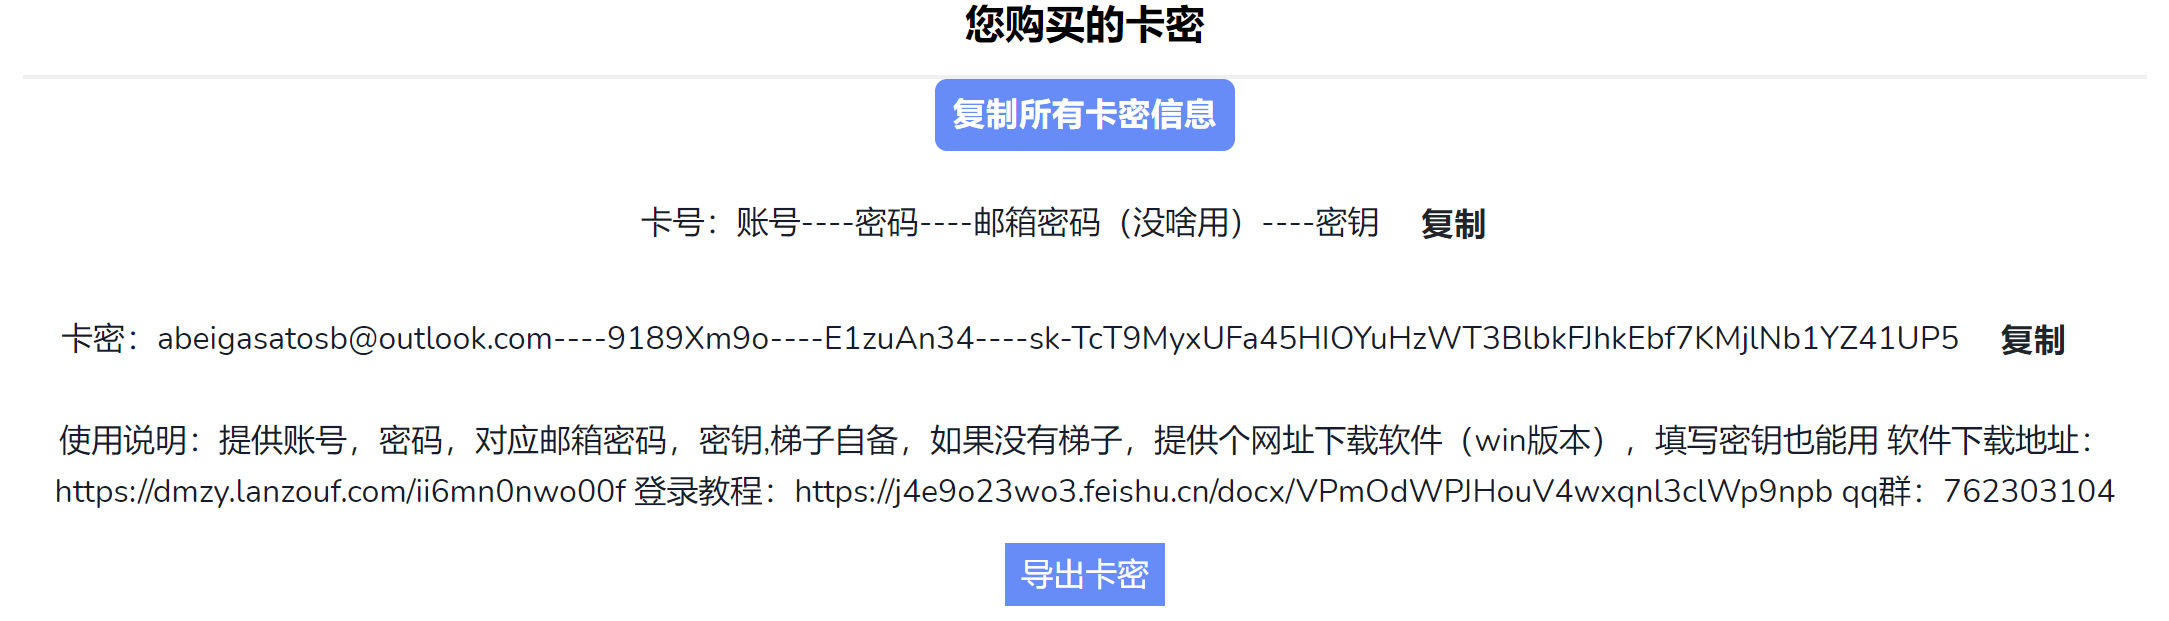 您购买的卡密
复制所有卡密信息
卡号：账号----密码----邮箱密码（没啥用）----密钥 复制
卡密：abeigasatosb@outlook.com----9189Xm9o----E1zuAn34----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 复制
使用说明：提供账号，密码，对应邮箱密码，密钥,梯子自备，如果没有梯子，提供个网址下载软件（win版本），填写密钥也能用 软件下载地址：
https://dmzy.lanzouf.com/ii6mn0nwo00f 登录教程：https://j4e9o23wo3.feishu.cn/docx/VPmOdWPJHouV4wxqnl3clWp9npb qq群：762303104
导出卡密